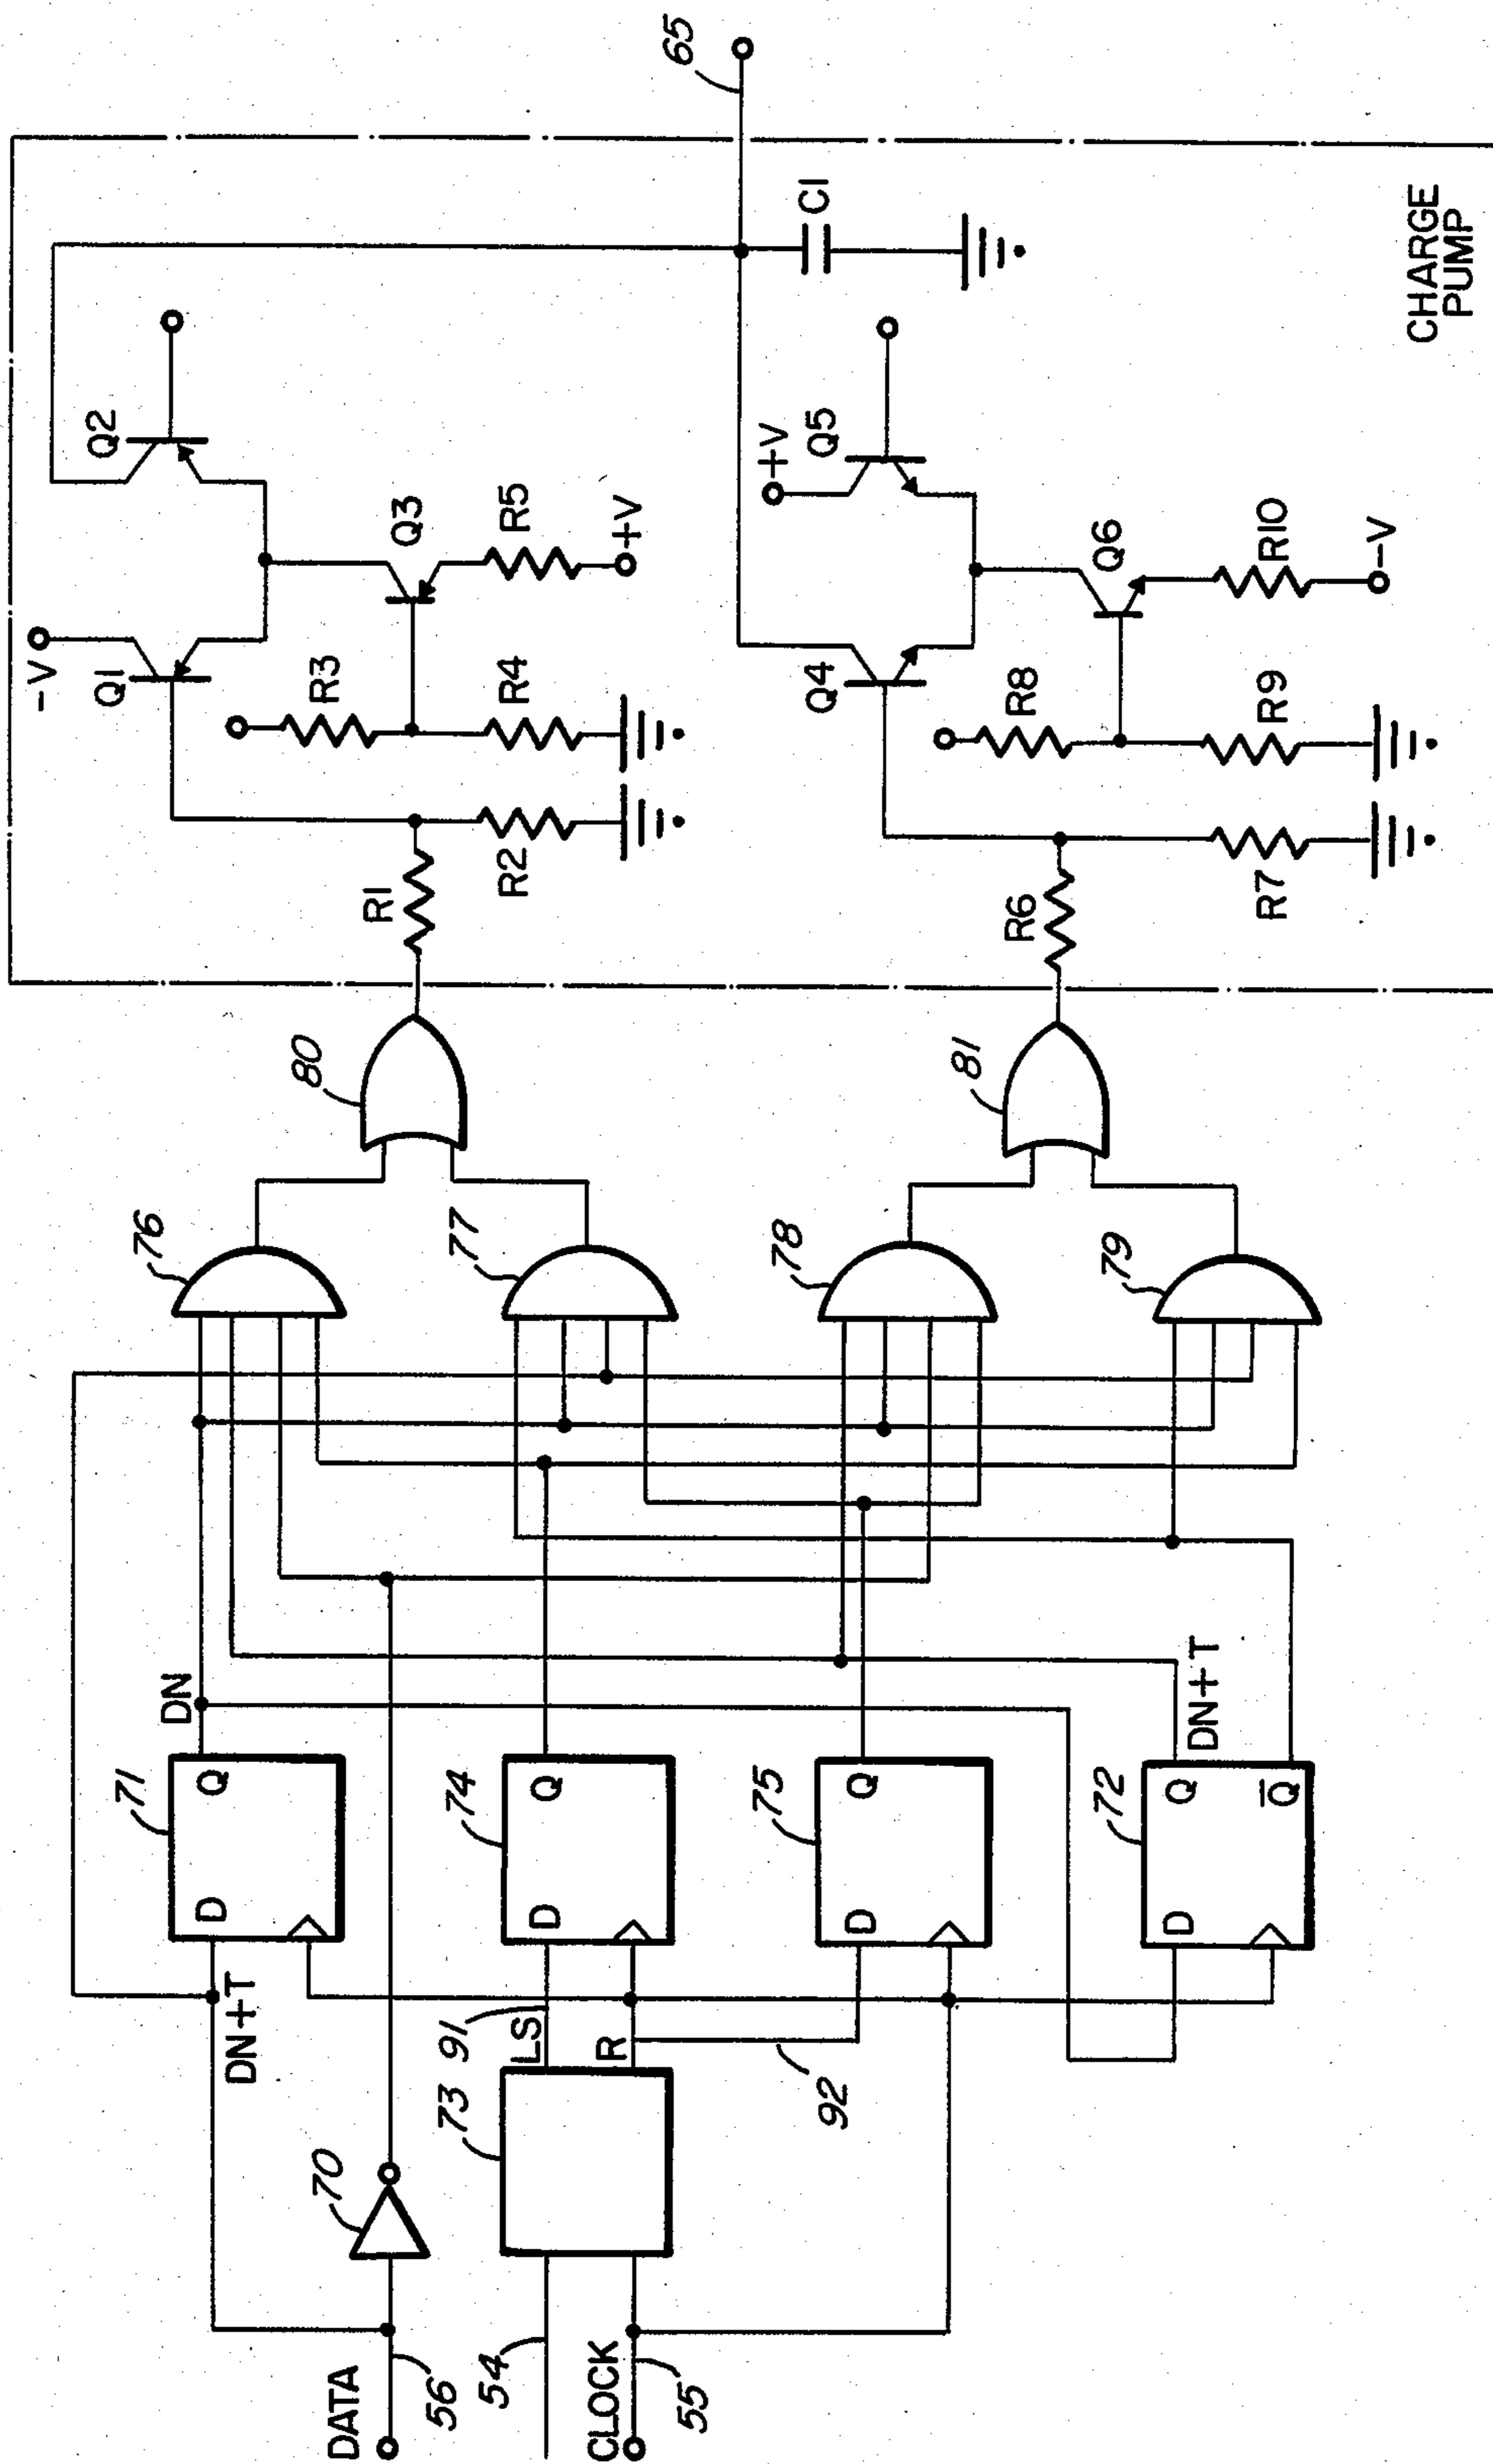 DATA
56
54
CLOCK
55
70
73
DN+T
91
LS
R
92
71
D
Q
DN
74
D
Q
75
D
Q
72
D
Q
Q̅
DN+T
76
77
78
79
80
81
R1
R2
R3
R4
R5
-V
Q1
Q2
Q3
+V
R6
R7
R8
R9
R10
Q4
+V
Q5
Q6
-V
C1
65
CHARGE
PUMP